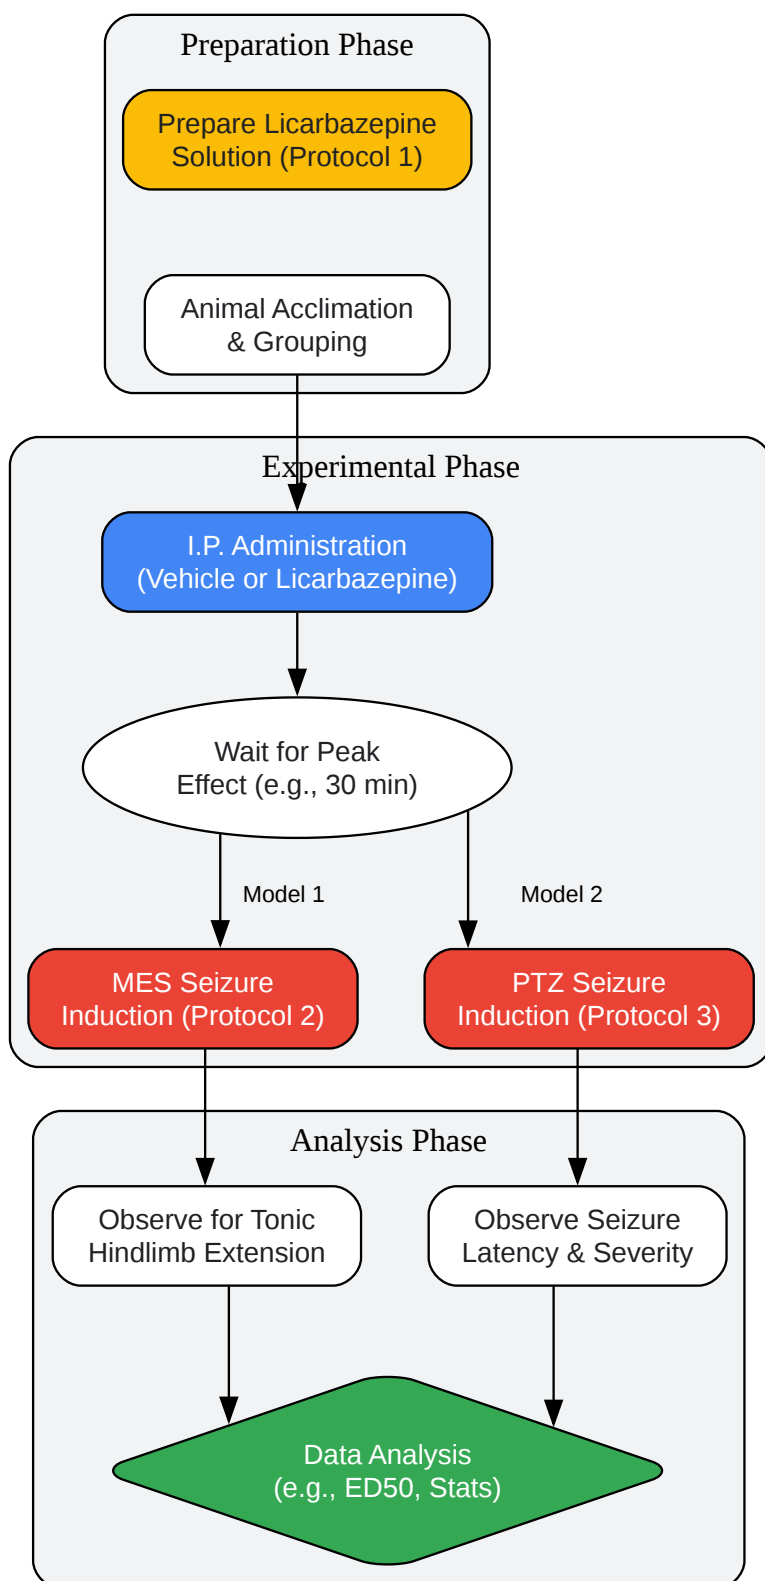 Preparation Phase
Prepare Licarbazepine
Solution (Protocol 1)
Animal Acclimation
& Grouping
Experimental Phase
I.P. Administration
(Vehicle or Licarbazepine)
Wait for Peak
Effect (e.g., 30 min)
Model 1
Model 2
MES Seizure
Induction (Protocol 2)
PTZ Seizure
Induction (Protocol 3)
Analysis Phase
Observe for Tonic
Hindlimb Extension
Observe Seizure
Latency & Severity
Data Analysis
(e.g., ED50, Stats)